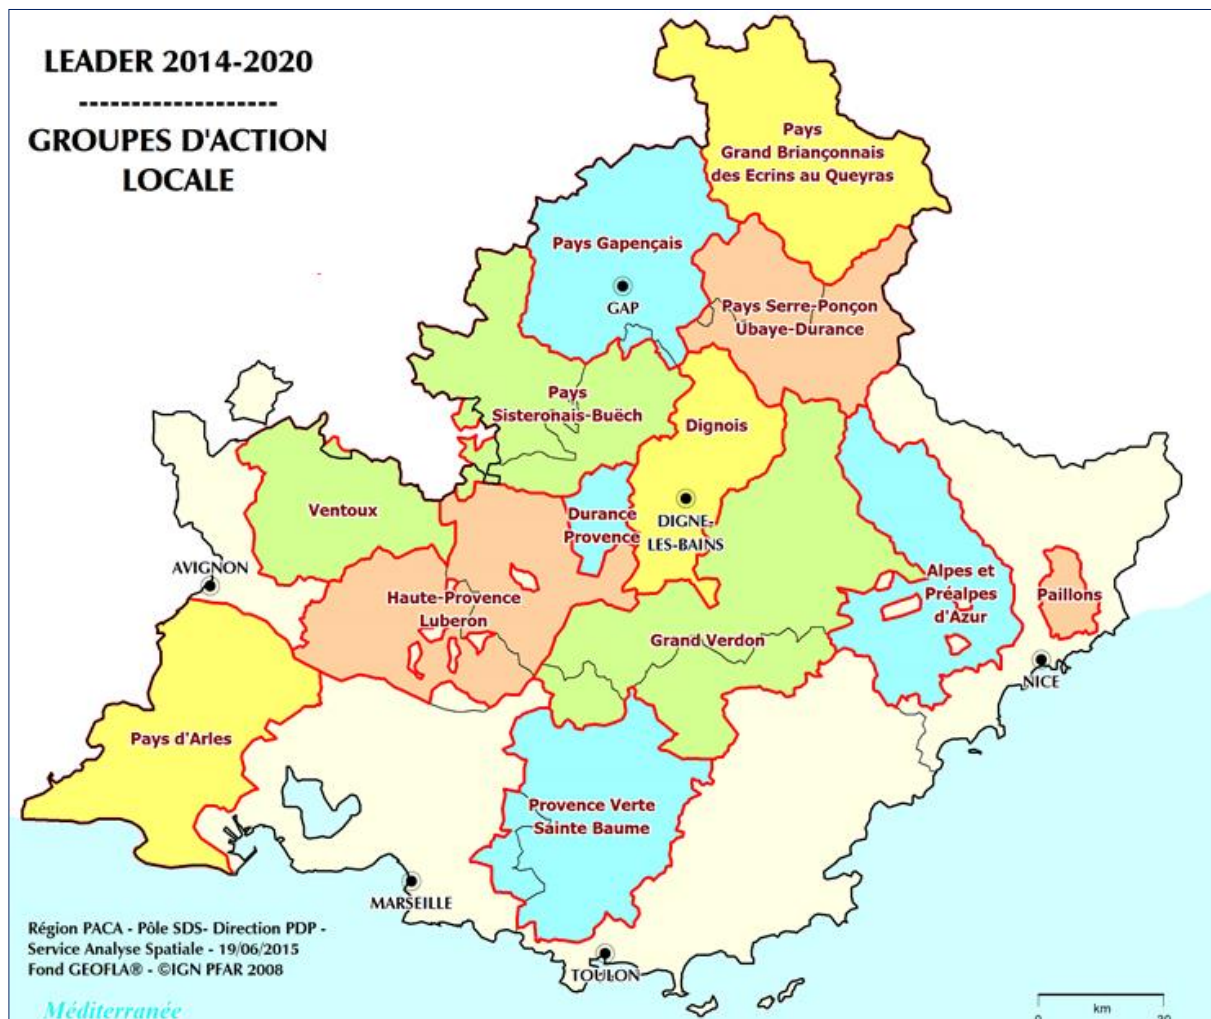 LEADER 2014-2020
-------------------
GROUPES D'ACTION
LOCALE
Pays
Grand Briançonnais
des Ecrins au Queyras
Pays Gapençais
GAP
Pays Serre-Ponçon
Ubaye-Durance
Pays
Sisteronais-Buëch
Dignois
Ventoux
Durance
Provence
DIGNE-
LES-BAINS
AVIGNON
Haute-Provence
Luberon
Alpes et
Préalpes
d'Azur
Paillons
Grand Verdon
NICE
Pays d'Arles
Provence Verte
Sainte Baume
MARSEILLE
TOULON
Région PACA - Pôle SDS- Direction PDP -
Service Analyse Spatiale - 19/06/2015
Fond GEOFLA® - ©IGN PFAR 2008
Méditerranée
km